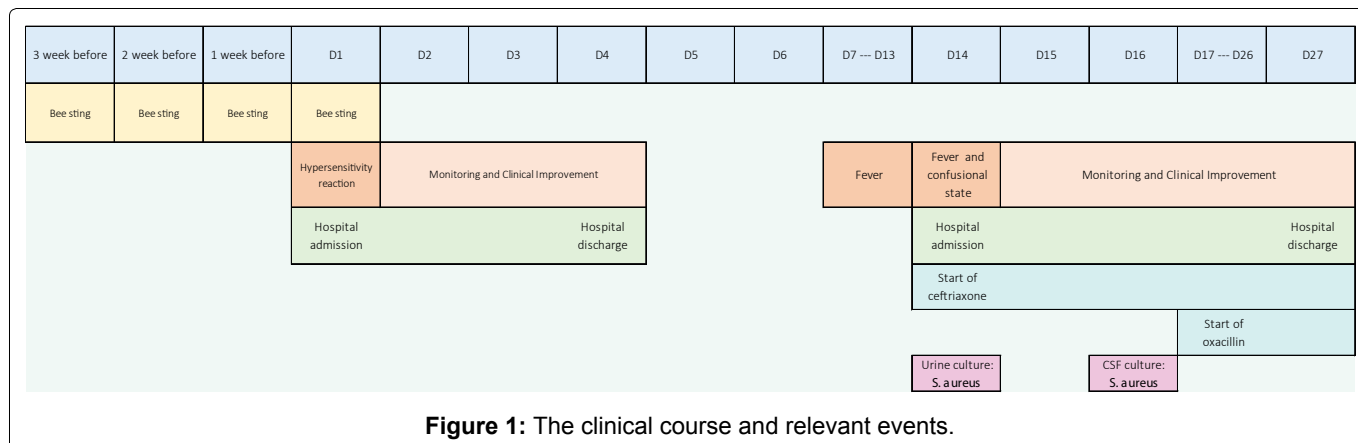 3 week before 2 week before 1 week before D1 D2 D3 D4 D5 D6 D7 --- D13 D14 D15 D16 D17 --- D26 D27
Bee sting Bee sting Bee sting Bee sting
Hypersensitivity
reaction
Monitoring and Clinical Improvement
Fever
Fever and
confusional
state
Monitoring and Clinical Improvement
Hospital
admission
Hospital
discharge
Hospital
admission
Hospital
discharge
Start of
ceftriaxone
Start of
oxacillin
Urine culture:
S. aureus
CSF culture:
S. aureus
Figure 1: The clinical course and relevant events.